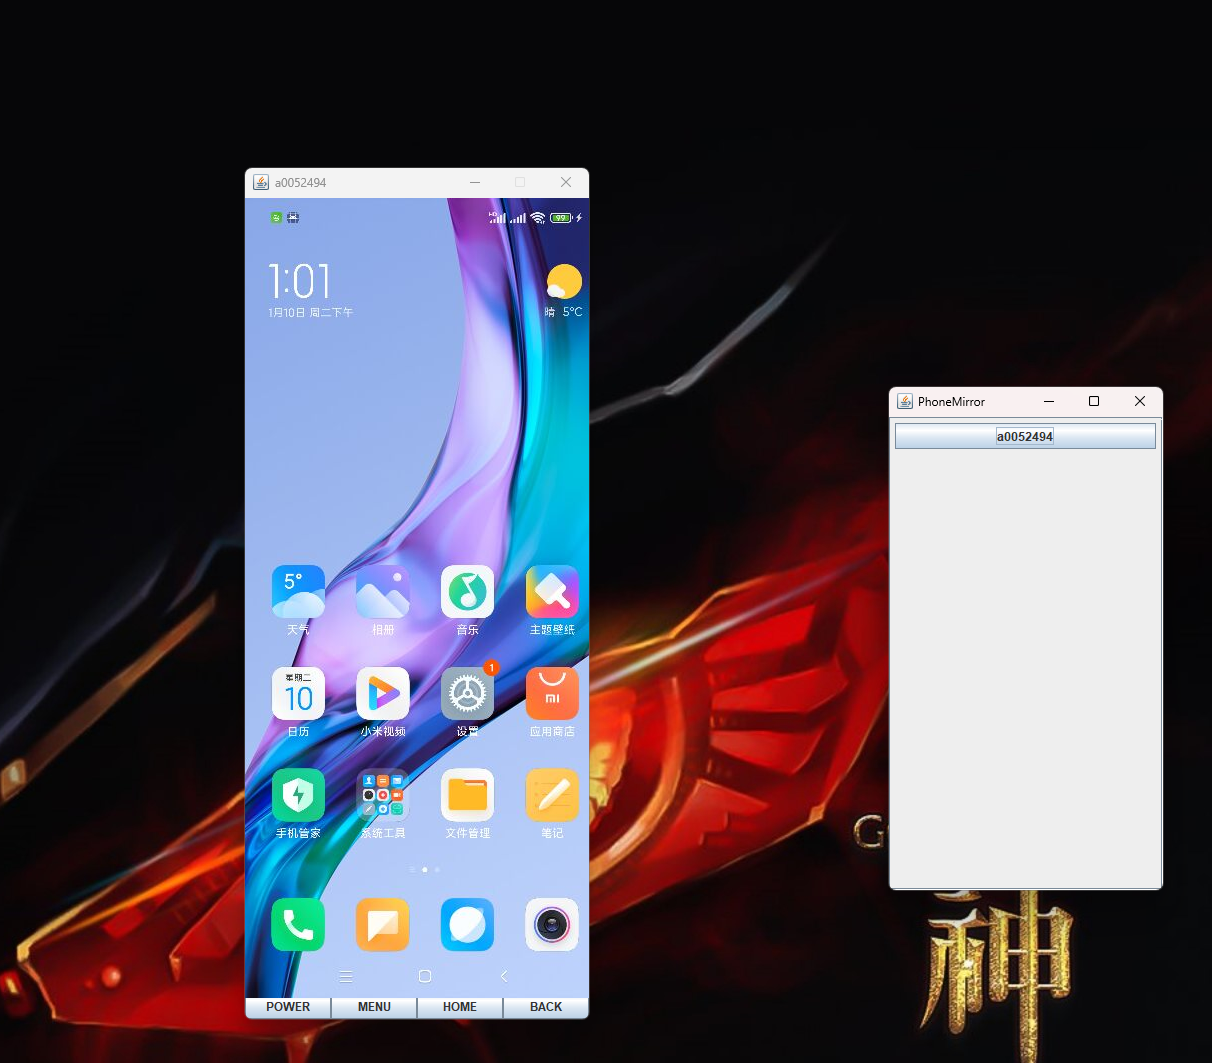 a0052494
HD
99
1:01
1月10日 周二下午
晴 5°C
5°
天气
相册
音乐
主题壁纸
星期二
10
1
mi
日历
小米视频
设置
应用商店
手机管家
系统工具
文件管理
笔记
POWER
MENU
HOME
BACK
PhoneMirror
a0052494
G
神